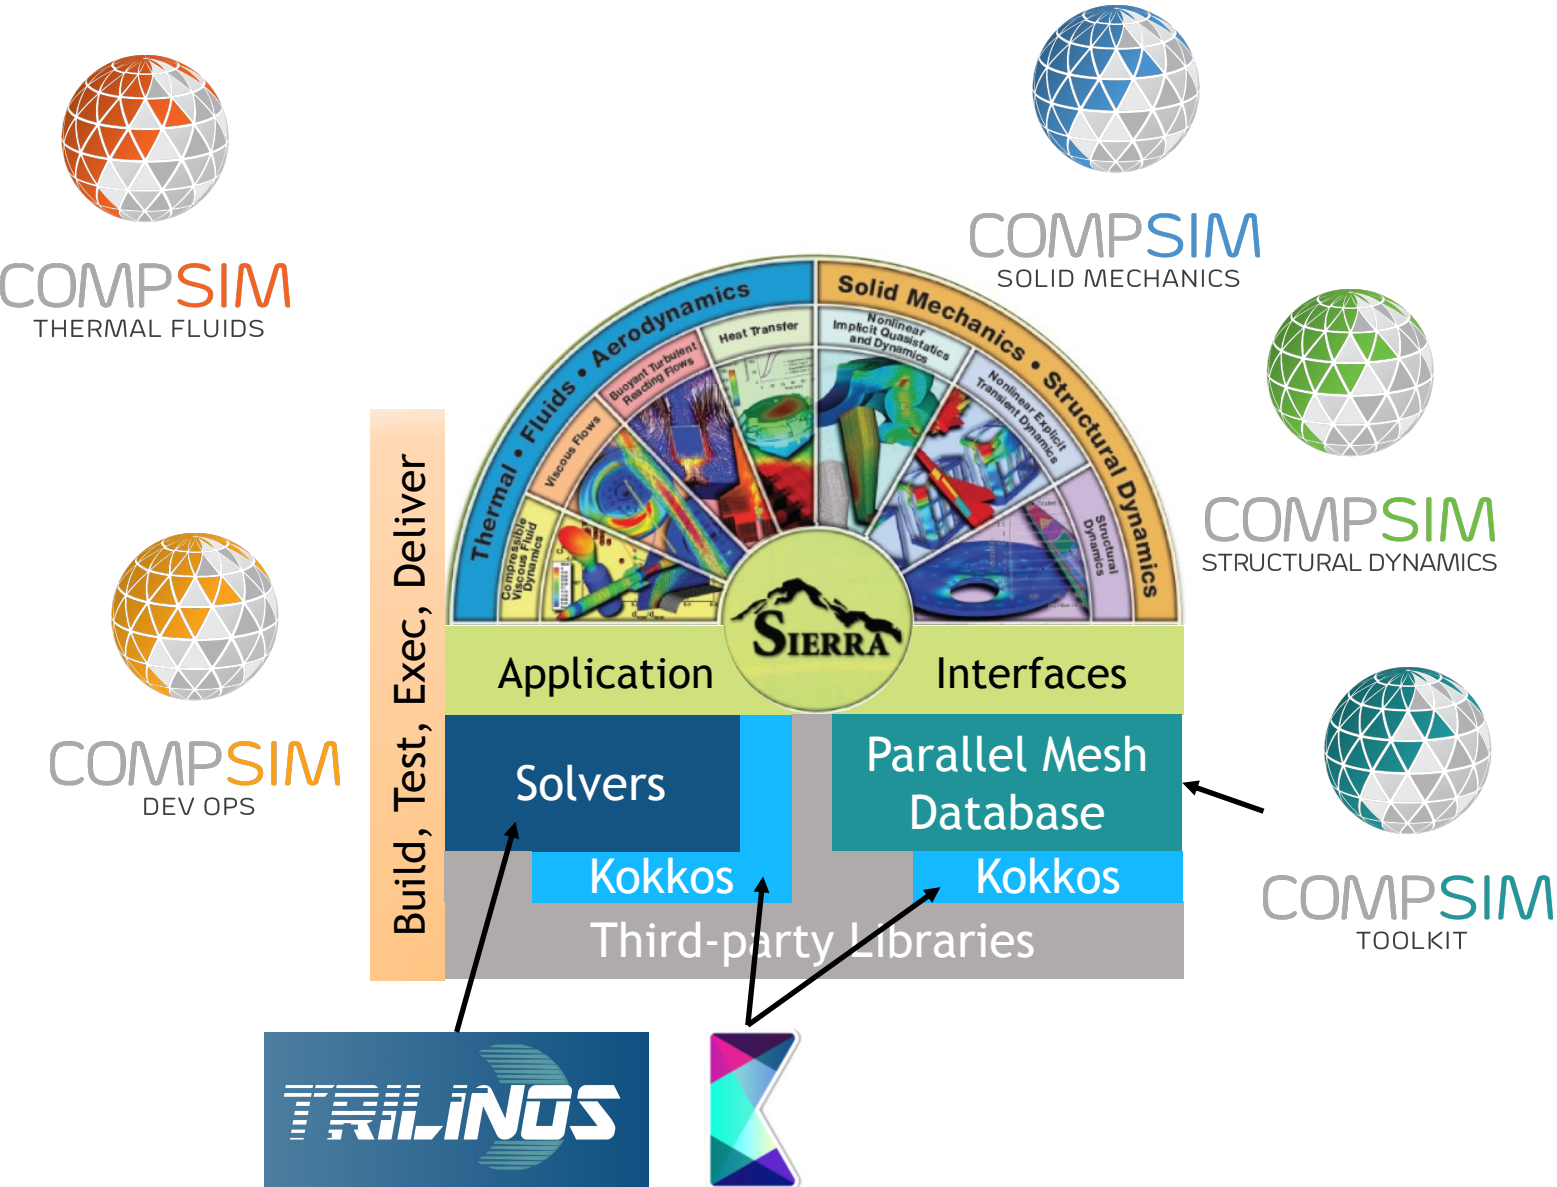 COMPSIM
THERMAL FLUIDS
COMPSIM
SOLID MECHANICS
COMPSIM
STRUCTURAL DYNAMICS
COMPSIM
DEV OPS
COMPSIM
TOOLKIT
Thermal • Fluids • Aerodynamics
Solid Mechanics • Structural Dynamics
Compressible
Viscous Fluid
Dynamics
Viscous Flows
Buoyant Turbulent
Reacting Flows
Heat Transfer
Nonlinear
Implicit Quasistatics
and Dynamics
Nonlinear Explicit
Transient Dynamics
Structural
Dynamics
SIERRA
Build, Test, Exec, Deliver
Application
Interfaces
Solvers
Parallel Mesh
Database
Kokkos
Kokkos
Third-party Libraries
TRILINOS